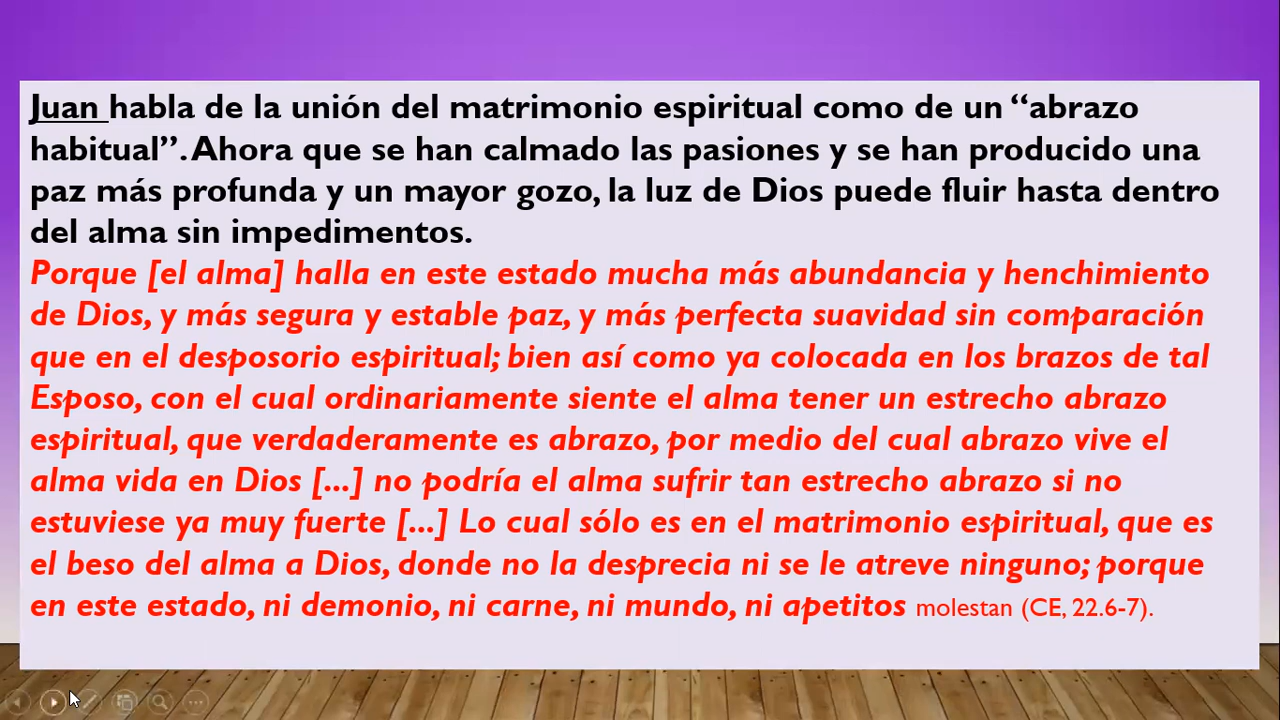 Juan habla de la unión del matrimonio espiritual como de un “abrazo
habitual”. Ahora que se han calmado las pasiones y se han producido una
paz más profunda y un mayor gozo, la luz de Dios puede fluir hasta dentro
del alma sin impedimentos.
Porque [el alma] halla en este estado mucha más abundancia y henchimiento
de Dios, y más segura y estable paz, y más perfecta suavidad sin comparación
que en el desposorio espiritual; bien así como ya colocada en los brazos de tal
Esposo, con el cual ordinariamente siente el alma tener un estrecho abrazo
espiritual, que verdaderamente es abrazo, por medio del cual abrazo vive el
alma vida en Dios [...] no podría el alma sufrir tan estrecho abrazo si no
estuviese ya muy fuerte [...] Lo cual sólo es en el matrimonio espiritual, que es
el beso del alma a Dios, donde no la desprecia ni se le atreve ninguno; porque
en este estado, ni demonio, ni carne, ni mundo, ni apetitos molestan (CE, 22.6-7).